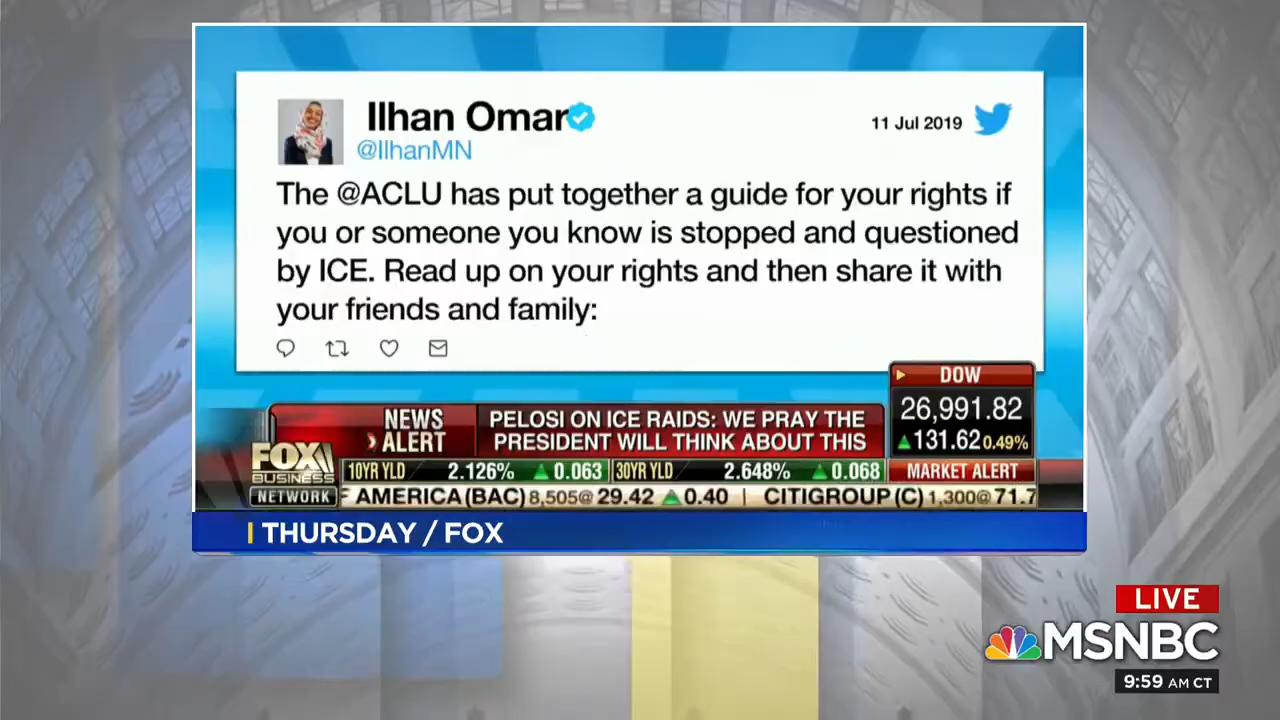 Ilhan Omar
@IlhanMN
11 Jul 2019
The @ACLU has put together a guide for your rights if
you or someone you know is stopped and questioned
by ICE. Read up on your rights and then share it with
your friends and family:
NEWS
ALERT
PELOSI ON ICE RAIDS: WE PRAY THE
PRESIDENT WILL THINK ABOUT THIS
DOW
26,991.82
131.62 0.49%
MARKET ALERT
FOX
BUSINESS
NETWORK
10YR YLD 2.126% 0.063 30YR YLD 2.648% 0.068
AMERICA (BAC) 8,505@ 29.42 0.40 | CITIGROUP (C) 1,300@ 71.7
THURSDAY / FOX
LIVE
MSNBC
9:59 AM CT